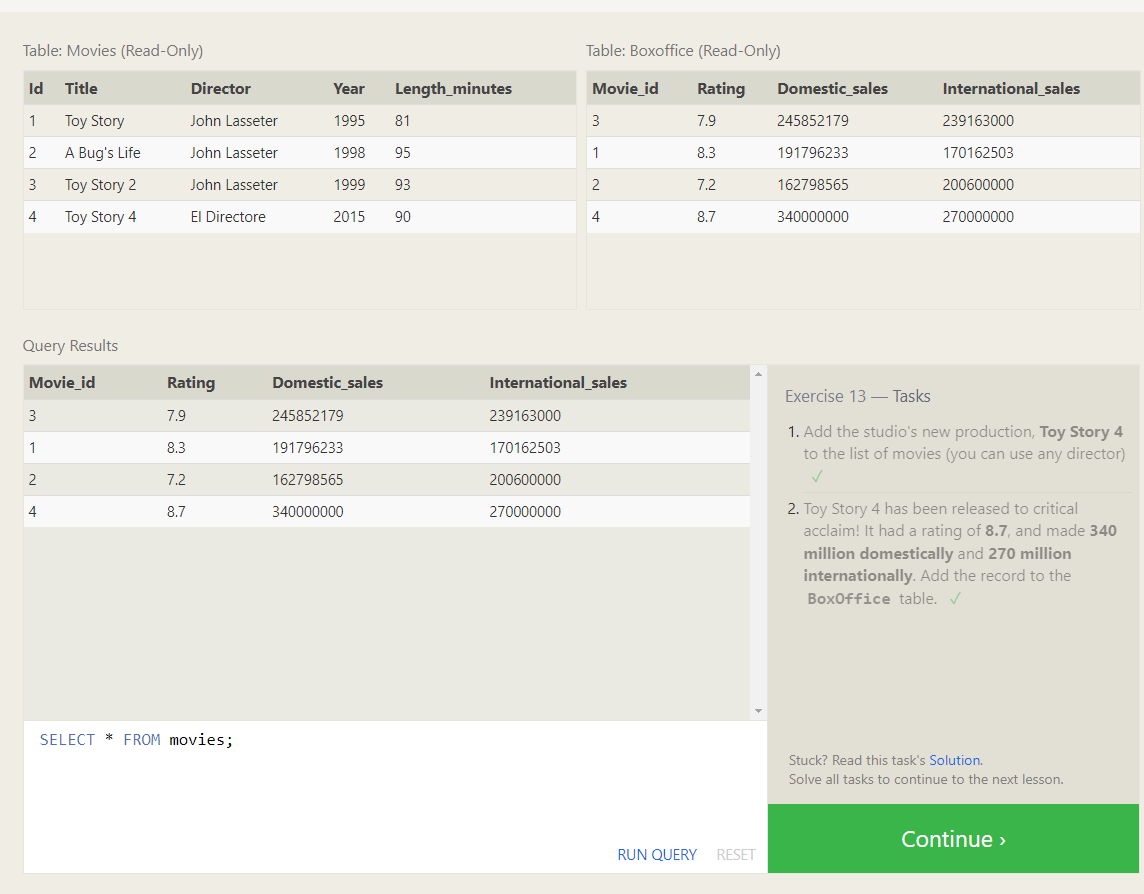 Table: Movies (Read-Only)
Id Title Director Year Length_minutes
1 Toy Story John Lasseter 1995 81
2 A Bug's Life John Lasseter 1998 95
3 Toy Story 2 John Lasseter 1999 93
4 Toy Story 4 El Directore 2015 90
Table: Boxoffice (Read-Only)
Movie_id Rating Domestic_sales International_sales
3 7.9 245852179 239163000
1 8.3 191796233 170162503
2 7.2 162798565 200600000
4 8.7 340000000 270000000
Query Results
Movie_id Rating Domestic_sales International_sales
3 7.9 245852179 239163000
1 8.3 191796233 170162503
2 7.2 162798565 200600000
4 8.7 340000000 270000000
SELECT * FROM movies;
RUN QUERY RESET
Exercise 13 — Tasks
1. Add the studio's new production, Toy Story 4
to the list of movies (you can use any director)
✓
2. Toy Story 4 has been released to critical
acclaim! It had a rating of 8.7, and made 340
million domestically and 270 million
internationally. Add the record to the
BoxOffice table. ✓
Stuck? Read this task's Solution.
Solve all tasks to continue to the next lesson.
Continue ›